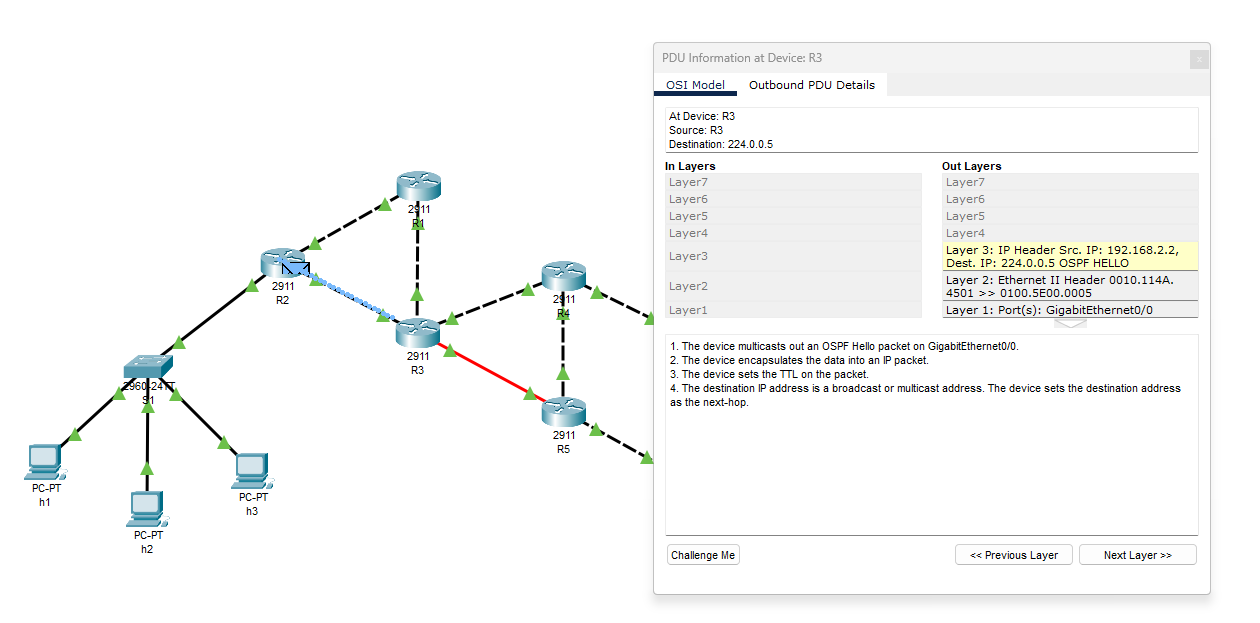 PDU Information at Device: R3
OSI Model
Outbound PDU Details
At Device: R3
Source: R3
Destination: 224.0.0.5
In Layers
Layer7
Layer6
Layer5
Layer4
Layer3
Layer2
Layer1
Out Layers
Layer7
Layer6
Layer5
Layer4
Layer 3: IP Header Src. IP: 192.168.2.2,
Dest. IP: 224.0.0.5 OSPF HELLO
Layer 2: Ethernet II Header 0010.114A.
4501 >> 0100.5E00.0005
Layer 1: Port(s): GigabitEthernet0/0
1. The device multicasts out an OSPF Hello packet on GigabitEthernet0/0.
2. The device encapsulates the data into an IP packet.
3. The device sets the TTL on the packet.
4. The destination IP address is a broadcast or multicast address. The device sets the destination address
as the next-hop.
Challenge Me
<< Previous Layer
Next Layer >>
2911
R1
2911
R2
2911
R4
2911
R3
2960-24TT
S1
2911
R5
PC-PT
h1
PC-PT
h3
PC-PT
h2